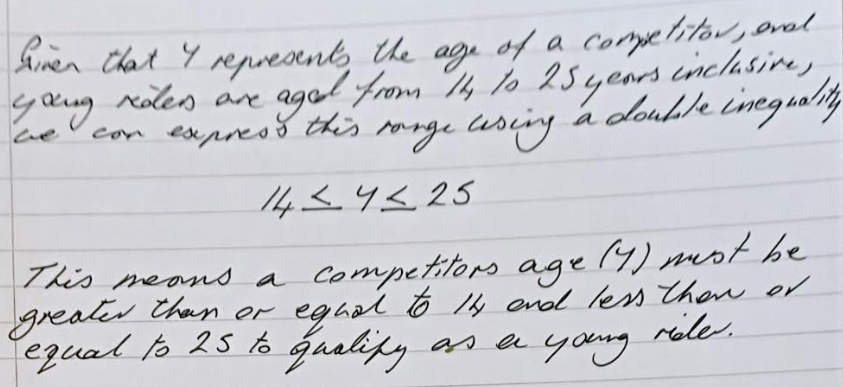 Given that y represents the age of a competitor, and
young riders are aged from 14 to 25 years inclusive,
we can express this range using a double inequality
14 ≤ y ≤ 25
This means a competitors age (y) must be
greater than or equal to 14 and less than or
equal to 25 to qualify as a young rider.